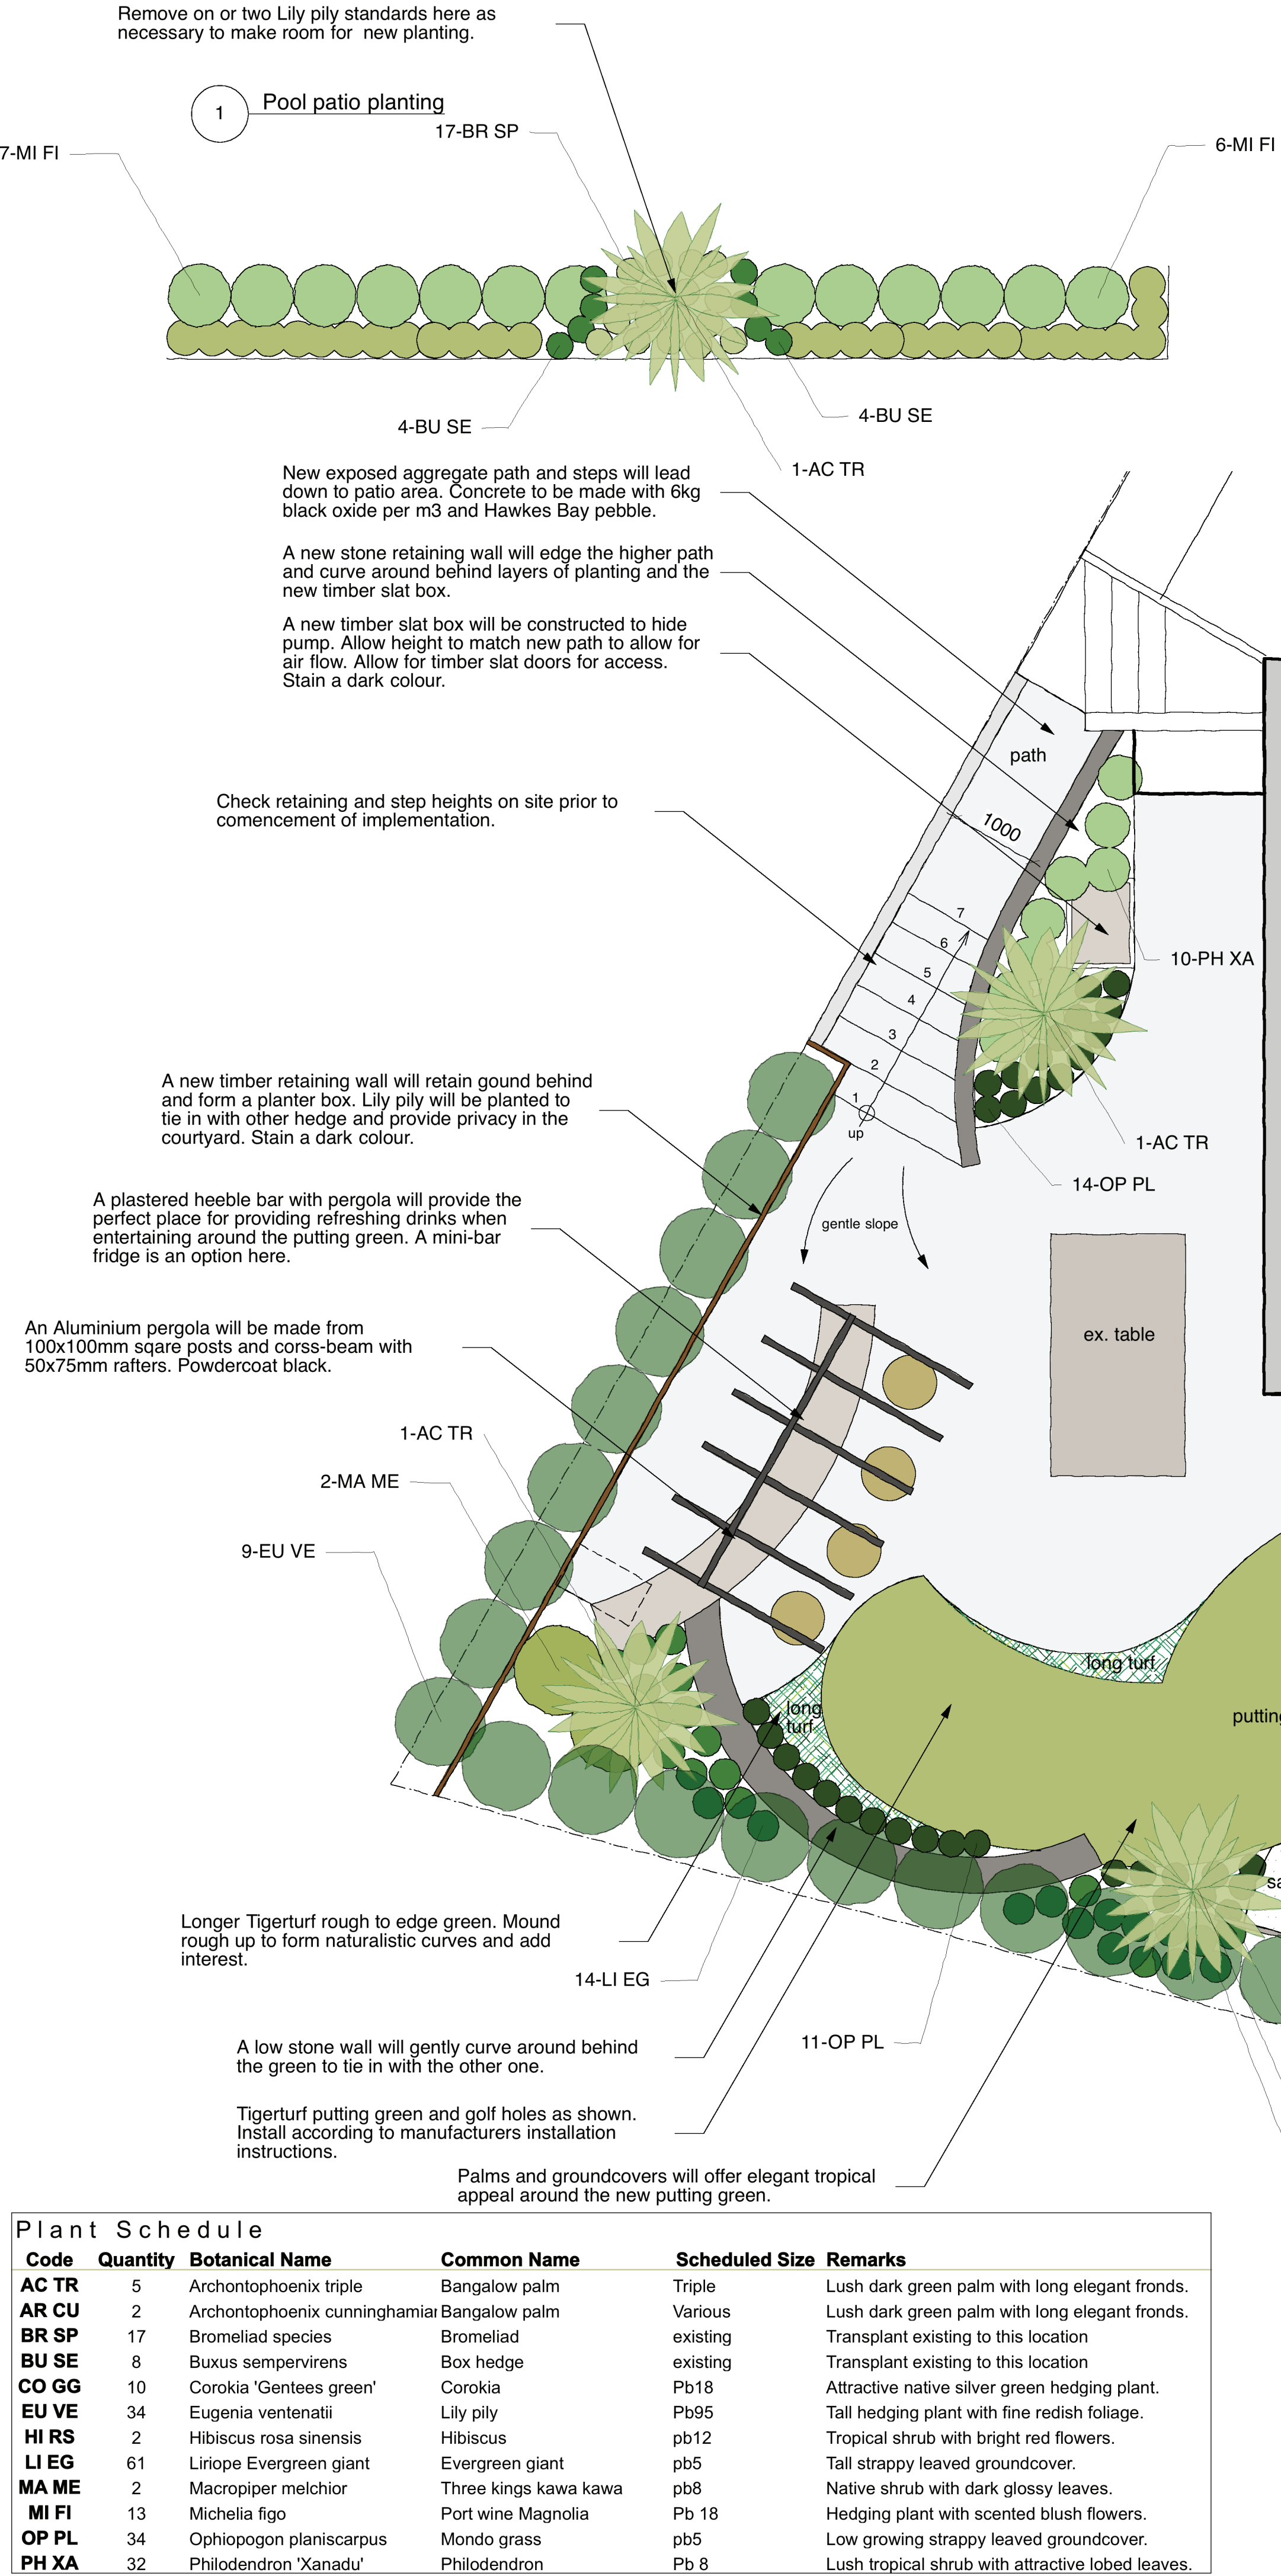 Remove on or two Lily pily standards here as
necessary to make room for new planting.
1 Pool patio planting
17-BR SP
7-MI FI
6-MI FI
4-BU SE
4-BU SE
1-AC TR
New exposed aggregate path and steps will lead
down to patio area. Concrete to be made with 6kg
black oxide per m3 and Hawkes Bay pebble.
A new stone retaining wall will edge the higher path
and curve around behind layers of planting and the
new timber slat box.
A new timber slat box will be constructed to hide
pump. Allow height to match new path to allow for
air flow. Allow for timber slat doors for access.
Stain a dark colour.
path
Check retaining and step heights on site prior to
comencement of implementation.
1000
7
6
5
4
3
2
1
up
10-PH XA
A new timber retaining wall will retain gound behind
and form a planter box. Lily pily will be planted to
tie in with other hedge and provide privacy in the
courtyard. Stain a dark colour.
1-AC TR
14-OP PL
A plastered heeble bar with pergola will provide the
perfect place for providing refreshing drinks when
entertaining around the putting green. A mini-bar
fridge is an option here.
gentle slope
An Aluminium pergola will be made from
100x100mm sqare posts and corss-beam with
50x75mm rafters. Powdercoat black.
ex. table
1-AC TR
2-MA ME
9-EU VE
long turf
long
turf
putting
sa
Longer Tigerturf rough to edge green. Mound
rough up to form naturalistic curves and add
interest.
14-LI EG
11-OP PL
A low stone wall will gently curve around behind
the green to tie in with the other one.
Tigerturf putting green and golf holes as shown.
Install according to manufacturers installation
instructions.
Palms and groundcovers will offer elegant tropical
appeal around the new putting green.
Plant Schedule
Code Quantity Botanical Name Common Name Scheduled Size Remarks
AC TR 5 Archontophoenix triple Bangalow palm Triple Lush dark green palm with long elegant fronds.
AR CU 2 Archontophoenix cunninghamiar Bangalow palm Various Lush dark green palm with long elegant fronds.
BR SP 17 Bromeliad species Bromeliad existing Transplant existing to this location
BU SE 8 Buxus sempervirens Box hedge existing Transplant existing to this location
CO GG 10 Corokia 'Gentees green' Corokia Pb18 Attractive native silver green hedging plant.
EU VE 34 Eugenia ventenatii Lily pily Pb95 Tall hedging plant with fine redish foliage.
HI RS 2 Hibiscus rosa sinensis Hibiscus pb12 Tropical shrub with bright red flowers.
LI EG 61 Liriope Evergreen giant Evergreen giant pb5 Tall strappy leaved groundcover.
MA ME 2 Macropiper melchior Three kings kawa kawa pb8 Native shrub with dark glossy leaves.
MI FI 13 Michelia figo Port wine Magnolia Pb 18 Hedging plant with scented blush flowers.
OP PL 34 Ophiopogon planiscarpus Mondo grass pb5 Low growing strappy leaved groundcover.
PH XA 32 Philodendron 'Xanadu' Philodendron Pb 8 Lush tropical shrub with attractive lobed leaves.